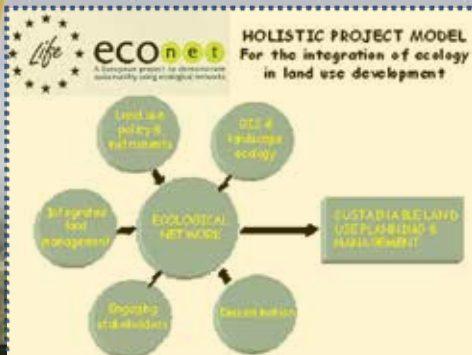 Life
econet
A European project to demonstrate
sustainability using ecological networks
HOLISTIC PROJECT MODEL
For the integration of ecology
in land use development
Land use
policy &
instruments
GIS &
landscape
ecology
Integrated
land
management
ECOLOGICAL
NETWORK
SUSTAINABLE LAND
USE PLANNING &
MANAGEMENT
Engaging
stakeholders
Dissemination